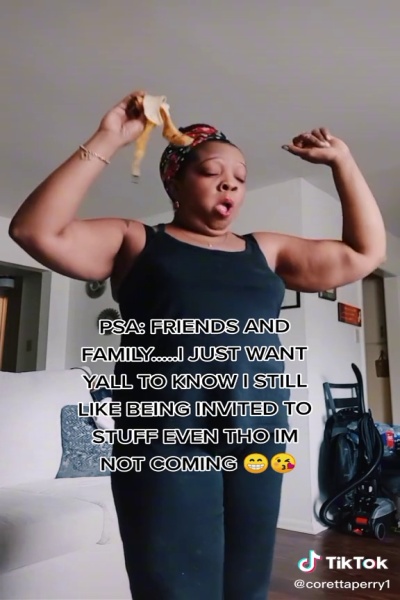 PSA: FRIENDS AND
FAMILY.....I JUST WANT
YALL TO KNOW I STILL
LIKE BEING INVITED TO
STUFF EVEN THO IM
NOT COMING 😁😘
TikTok
@corettaperry1